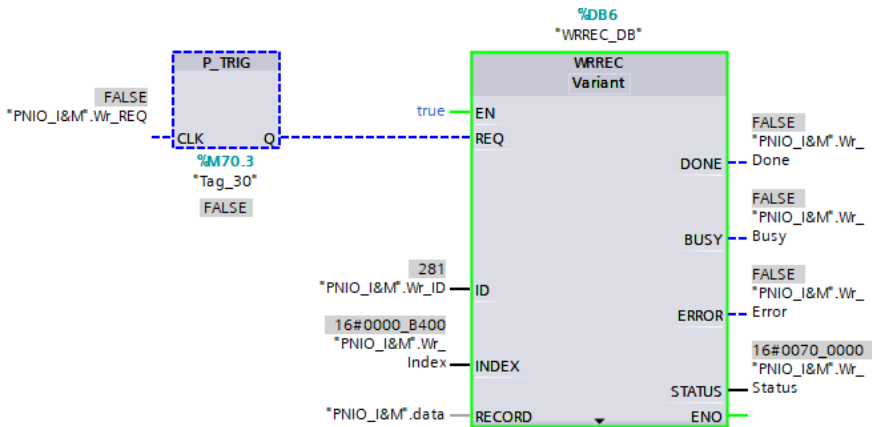 %DB6
"WRREC_DB"
P_TRIG
WRREC
Variant
FALSE
"PNIO_I&M".Wr_REQ
CLK
Q
true
EN
REQ
%M70.3
"Tag_30"
FALSE
FALSE
"PNIO_I&M".Wr_
DONE
Done
FALSE
"PNIO_I&M".Wr_
BUSY
Busy
281
"PNIO_I&M".Wr_ID
ID
FALSE
"PNIO_I&M".Wr_
ERROR
Error
16#0000_B400
"PNIO_I&M".Wr_
Index
INDEX
16#0070_0000
"PNIO_I&M".Wr_
STATUS
Status
"PNIO_I&M".data
RECORD
ENO